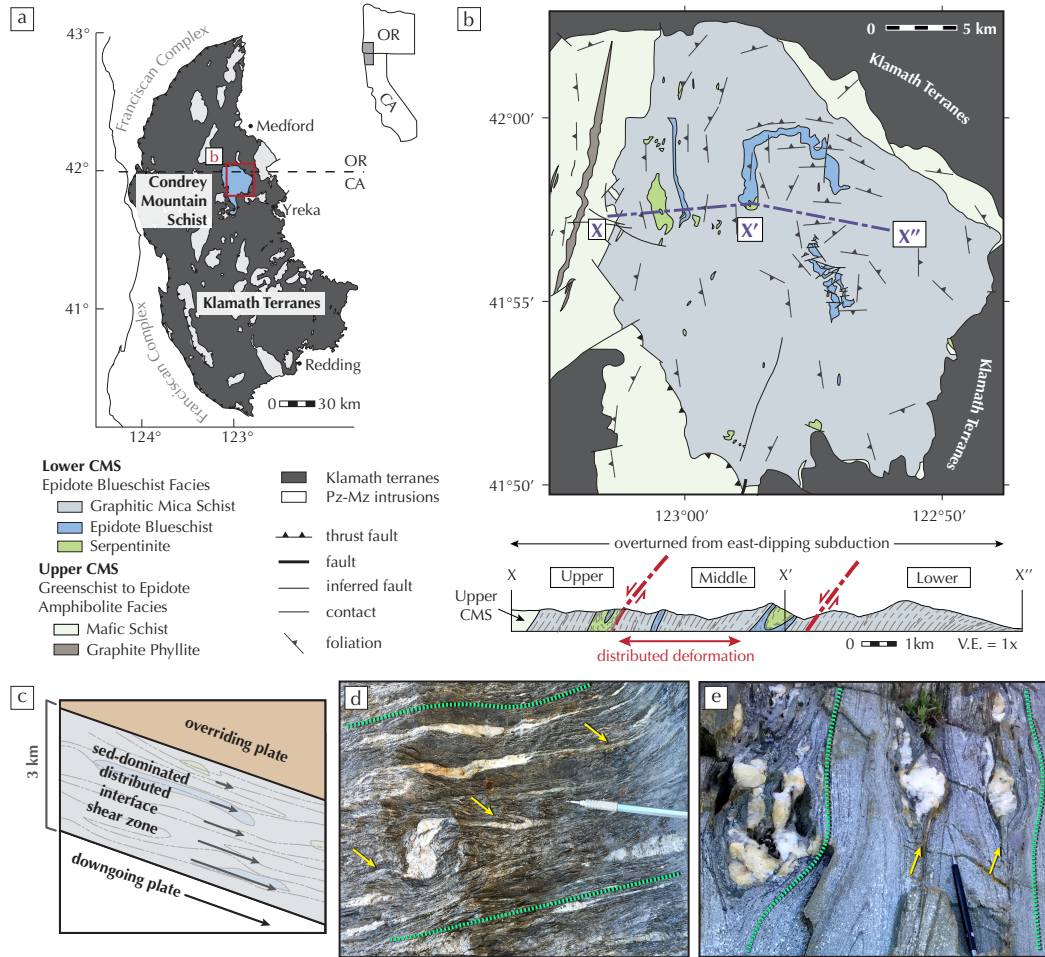 a
43°
42°
41°
124°
123°
Franciscan Complex
Franciscan Complex
OR
CA
Medford
b
OR
CA
Condrey
Mountain
Schist
Yreka
Klamath Terranes
Redding
0 30 km
b
0 5 km
Klamath Terranes
Klamath Terranes
42°00′
41°55′
41°50′
123°00′
122°50′
X
X′
X″
Lower CMS
Epidote Blueschist Facies
Graphitic Mica Schist
Epidote Blueschist
Serpentinite
Upper CMS
Greenschist to Epidote
Amphibolite Facies
Mafic Schist
Graphite Phyllite
Klamath terranes
Pz-Mz intrusions
thrust fault
fault
inferred fault
contact
foliation
overturned from east-dipping subduction
X
Upper
Middle
X′
Lower
X″
Upper
CMS
distributed deformation
0 1km V.E. = 1x
c
3 km
overriding plate
sed-dominated
distributed
interface
shear zone
downgoing plate
d
e